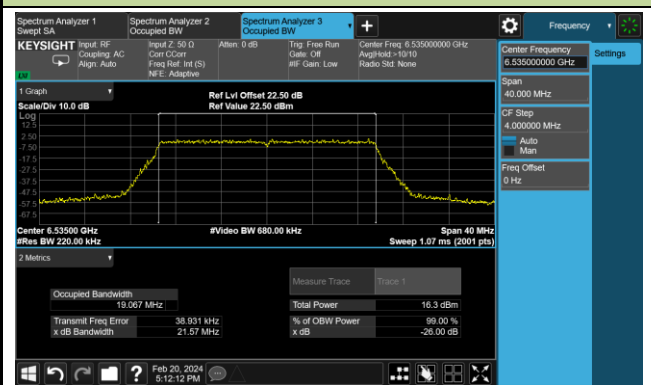 Spectrum Analyzer 1
Swept SA
Spectrum Analyzer 2
Occupied BW
Spectrum Analyzer 3
Occupied BW
+
Frequency
KEYSIGHT
Input: RF
Coupling: AC
Align: Auto
Input Z: 50 Ω
Corr CCorr
Freq Ref: Int (S)
NFE: Adaptive
Atten: 0 dB
Trig: Free Run
Gate: Off
#IF Gain: Low
Center Freq: 6.535000000 GHz
Avg|Hold:>10/10
Radio Std: None
LXI
Center Frequency
6.535000000 GHz
Settings
Span
40.000 MHz
CF Step
4.000000 MHz
Auto
Man
Freq Offset
0 Hz
1 Graph
Scale/Div 10.0 dB
Ref Lvl Offset 22.50 dB
Ref Value 22.50 dBm
Log
12.5
2.50
-7.50
-17.5
-27.5
-37.5
-47.5
-57.5
-67.5
Center 6.53500 GHz
#Res BW 220.00 kHz
#Video BW 680.00 kHz
Span 40 MHz
Sweep 1.07 ms (2001 pts)
2 Metrics
Measure Trace
Trace 1
Occupied Bandwidth
19.067 MHz
Total Power
16.3 dBm
Transmit Freq Error
38.931 kHz
% of OBW Power
99.00 %
x dB Bandwidth
21.57 MHz
x dB
-26.00 dB
?
Feb 20, 2024
5:12:12 PM